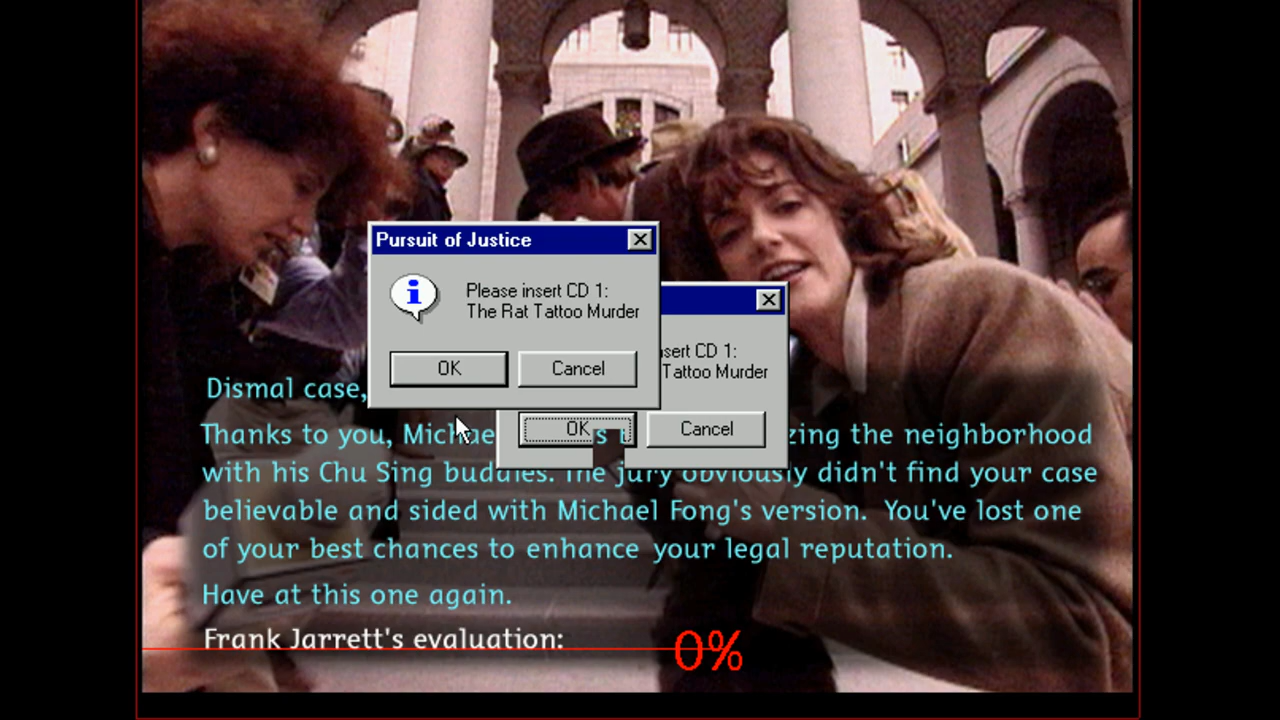 Pursuit of Justice
Please insert CD 1:
The Rat Tattoo Murder
OK
Cancel
CD 1:
Tattoo Murder
OK
Cancel
Dismal case,
Thanks to you, the neighborhood
with his Chu Sing buddies. The jury obviously didn't find your case
believable and sided with Michael Fong's version. You've lost one
of your best chances to enhance your legal reputation.
Have at this one again.
Frank Jarrett's evaluation:
0%